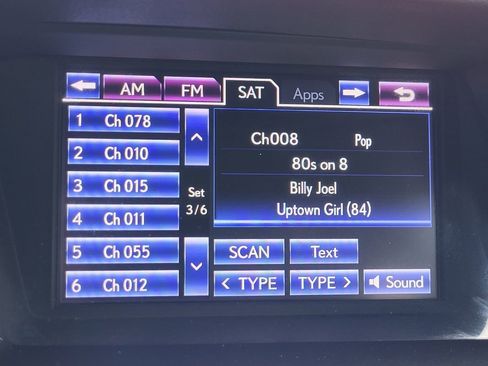 AM FM SAT Apps
1 Ch 078
2 Ch 010
3 Ch 015
4 Ch 011
5 Ch 055
6 Ch 012
Set
3/6
Ch008 Pop
80s on 8
Billy Joel
Uptown Girl (84)
SCAN Text
< TYPE TYPE > Sound